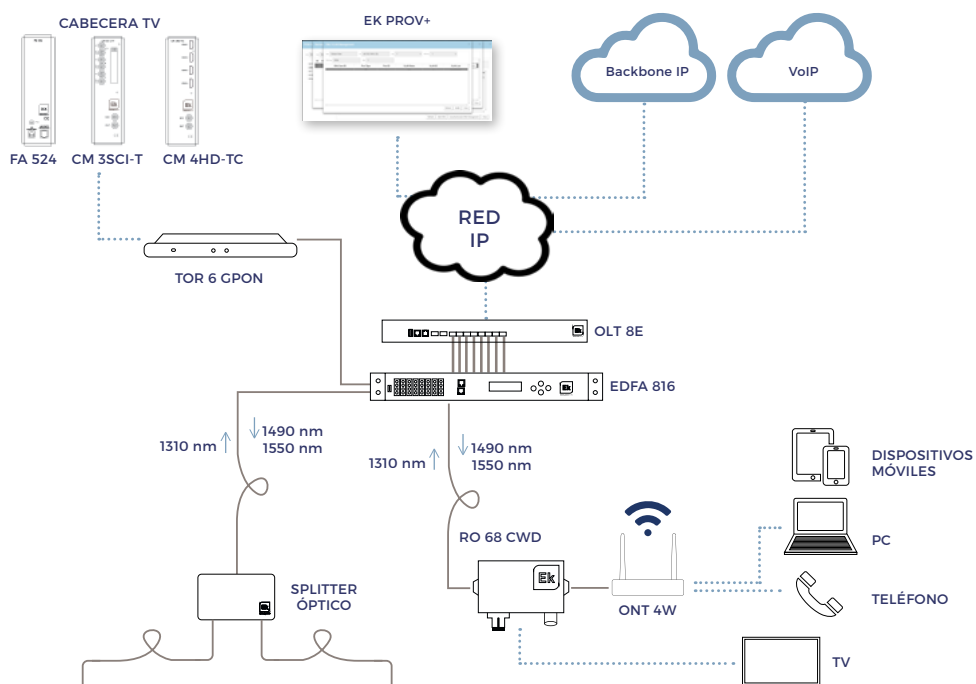 CABECERA TV
EK PROV+
Backbone IP
VoIP
FA 524
CM 3SCI-T
CM 4HD-TC
RED
IP
TOR 6 GPON
OLT 8E
Ek
EDFA 816
Ek
1310 nm
1490 nm
1550 nm
1310 nm
1490 nm
1550 nm
DISPOSITIVOS
MÓVILES
RO 68 CWD
PC
Ek
SPLITTER
ÓPTICO
ONT 4W
TELÉFONO
TV